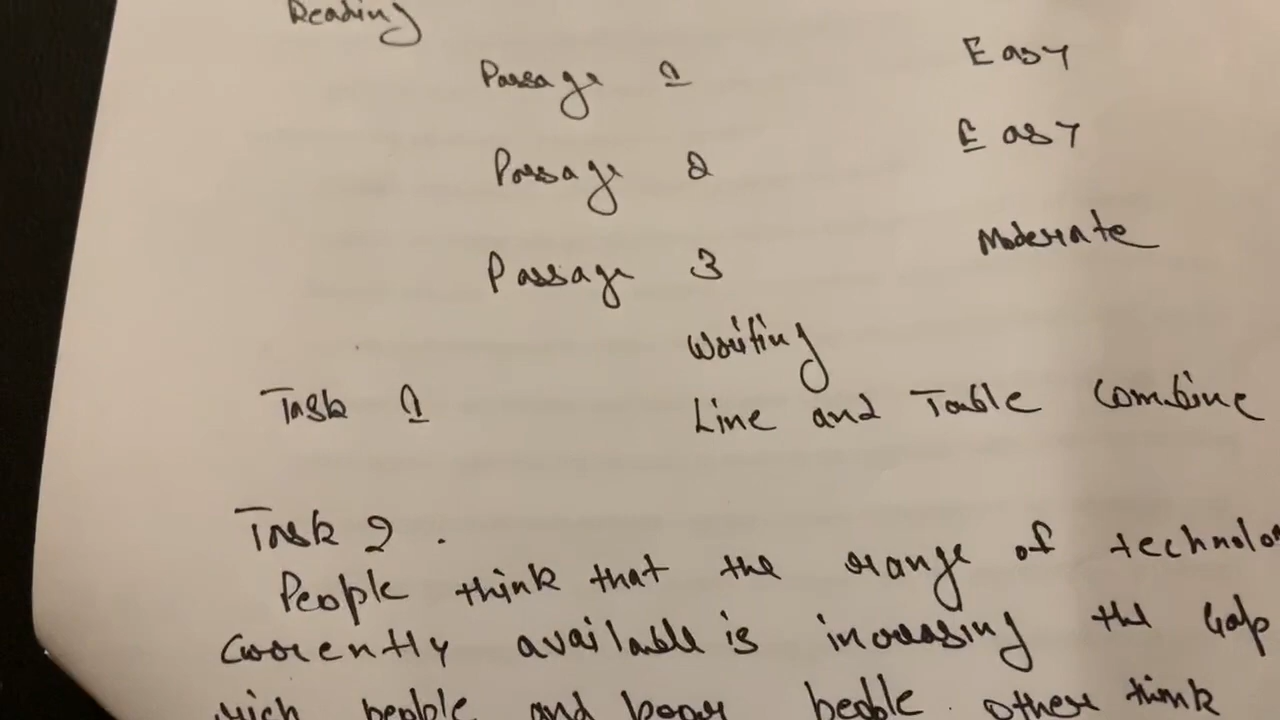 Reading
Passage 1 Easy
Passage 2 Easy
Passage 3 Moderate
Writing
Task 1 Line and Table Combine
Task 2.
People think that the range of technolo
currently available is increasing the Gap
rich people and poor people. others think